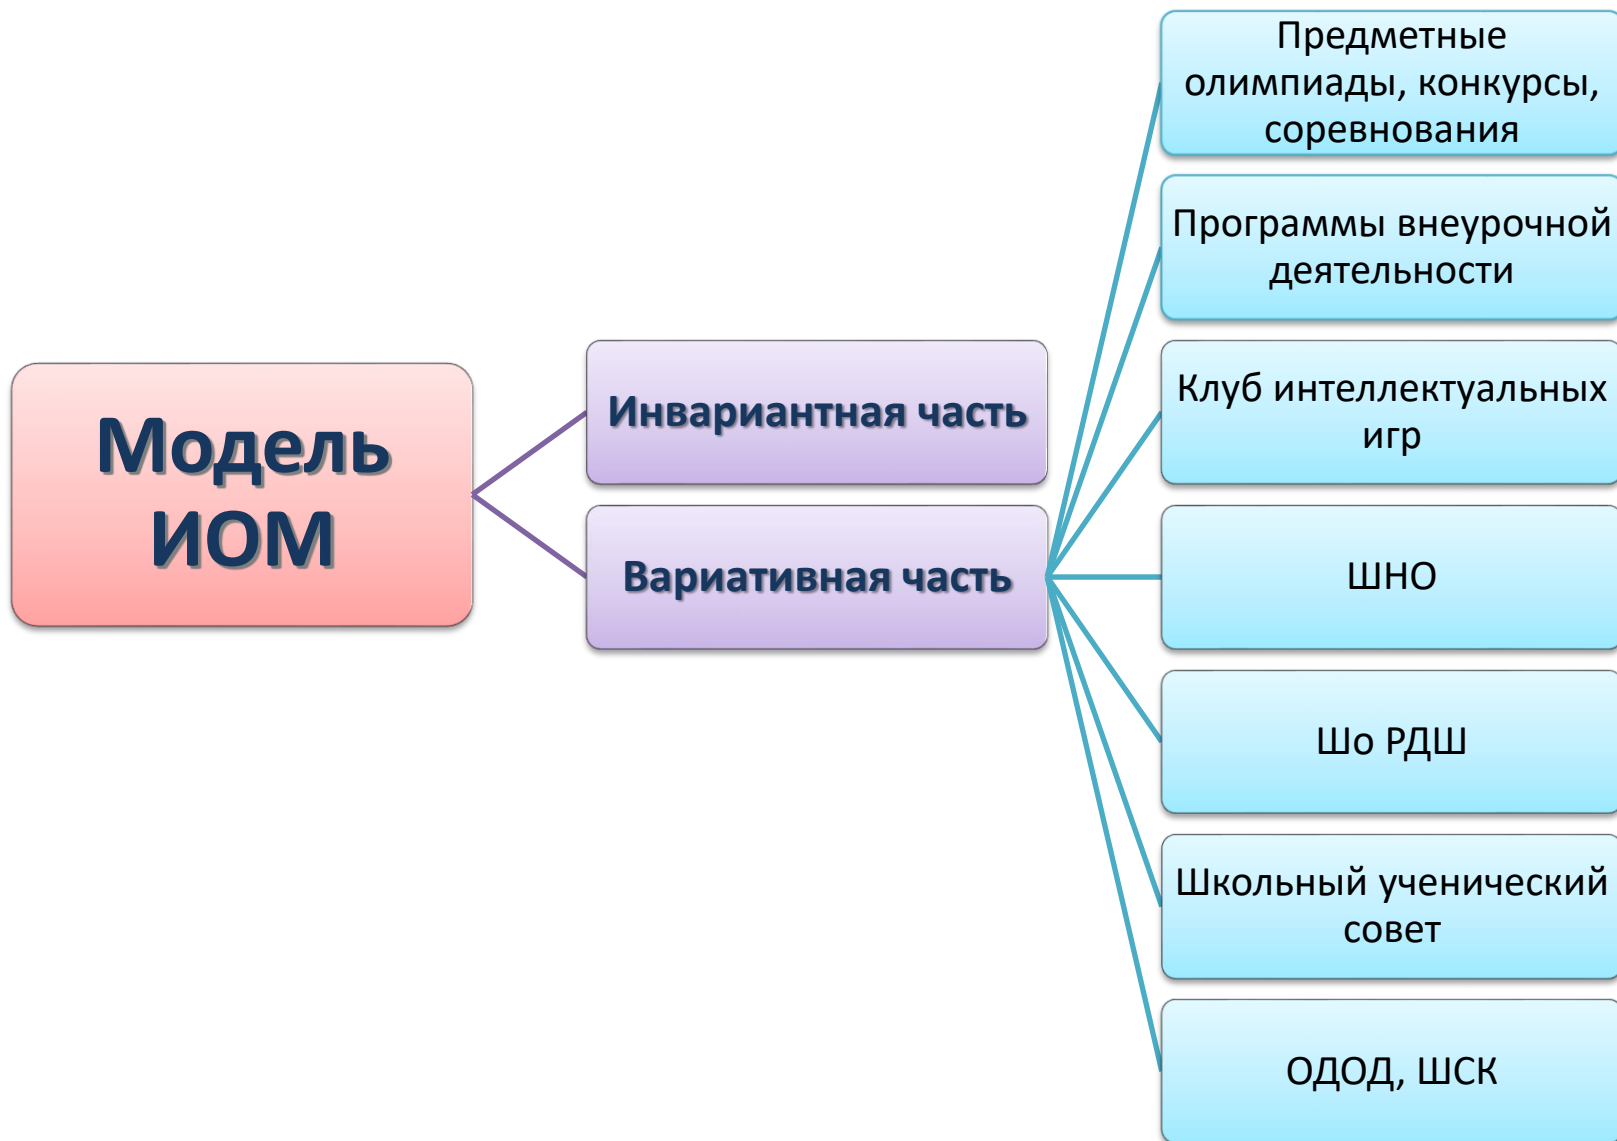 Модель
ИОМ
Инвариантная часть
Вариативная часть
Предметные
олимпиады, конкурсы,
соревнования
Программы внеурочной
деятельности
Клуб интеллектуальных
игр
ШНО
Шо РДШ
Школьный ученический
совет
ОДОД, ШСК